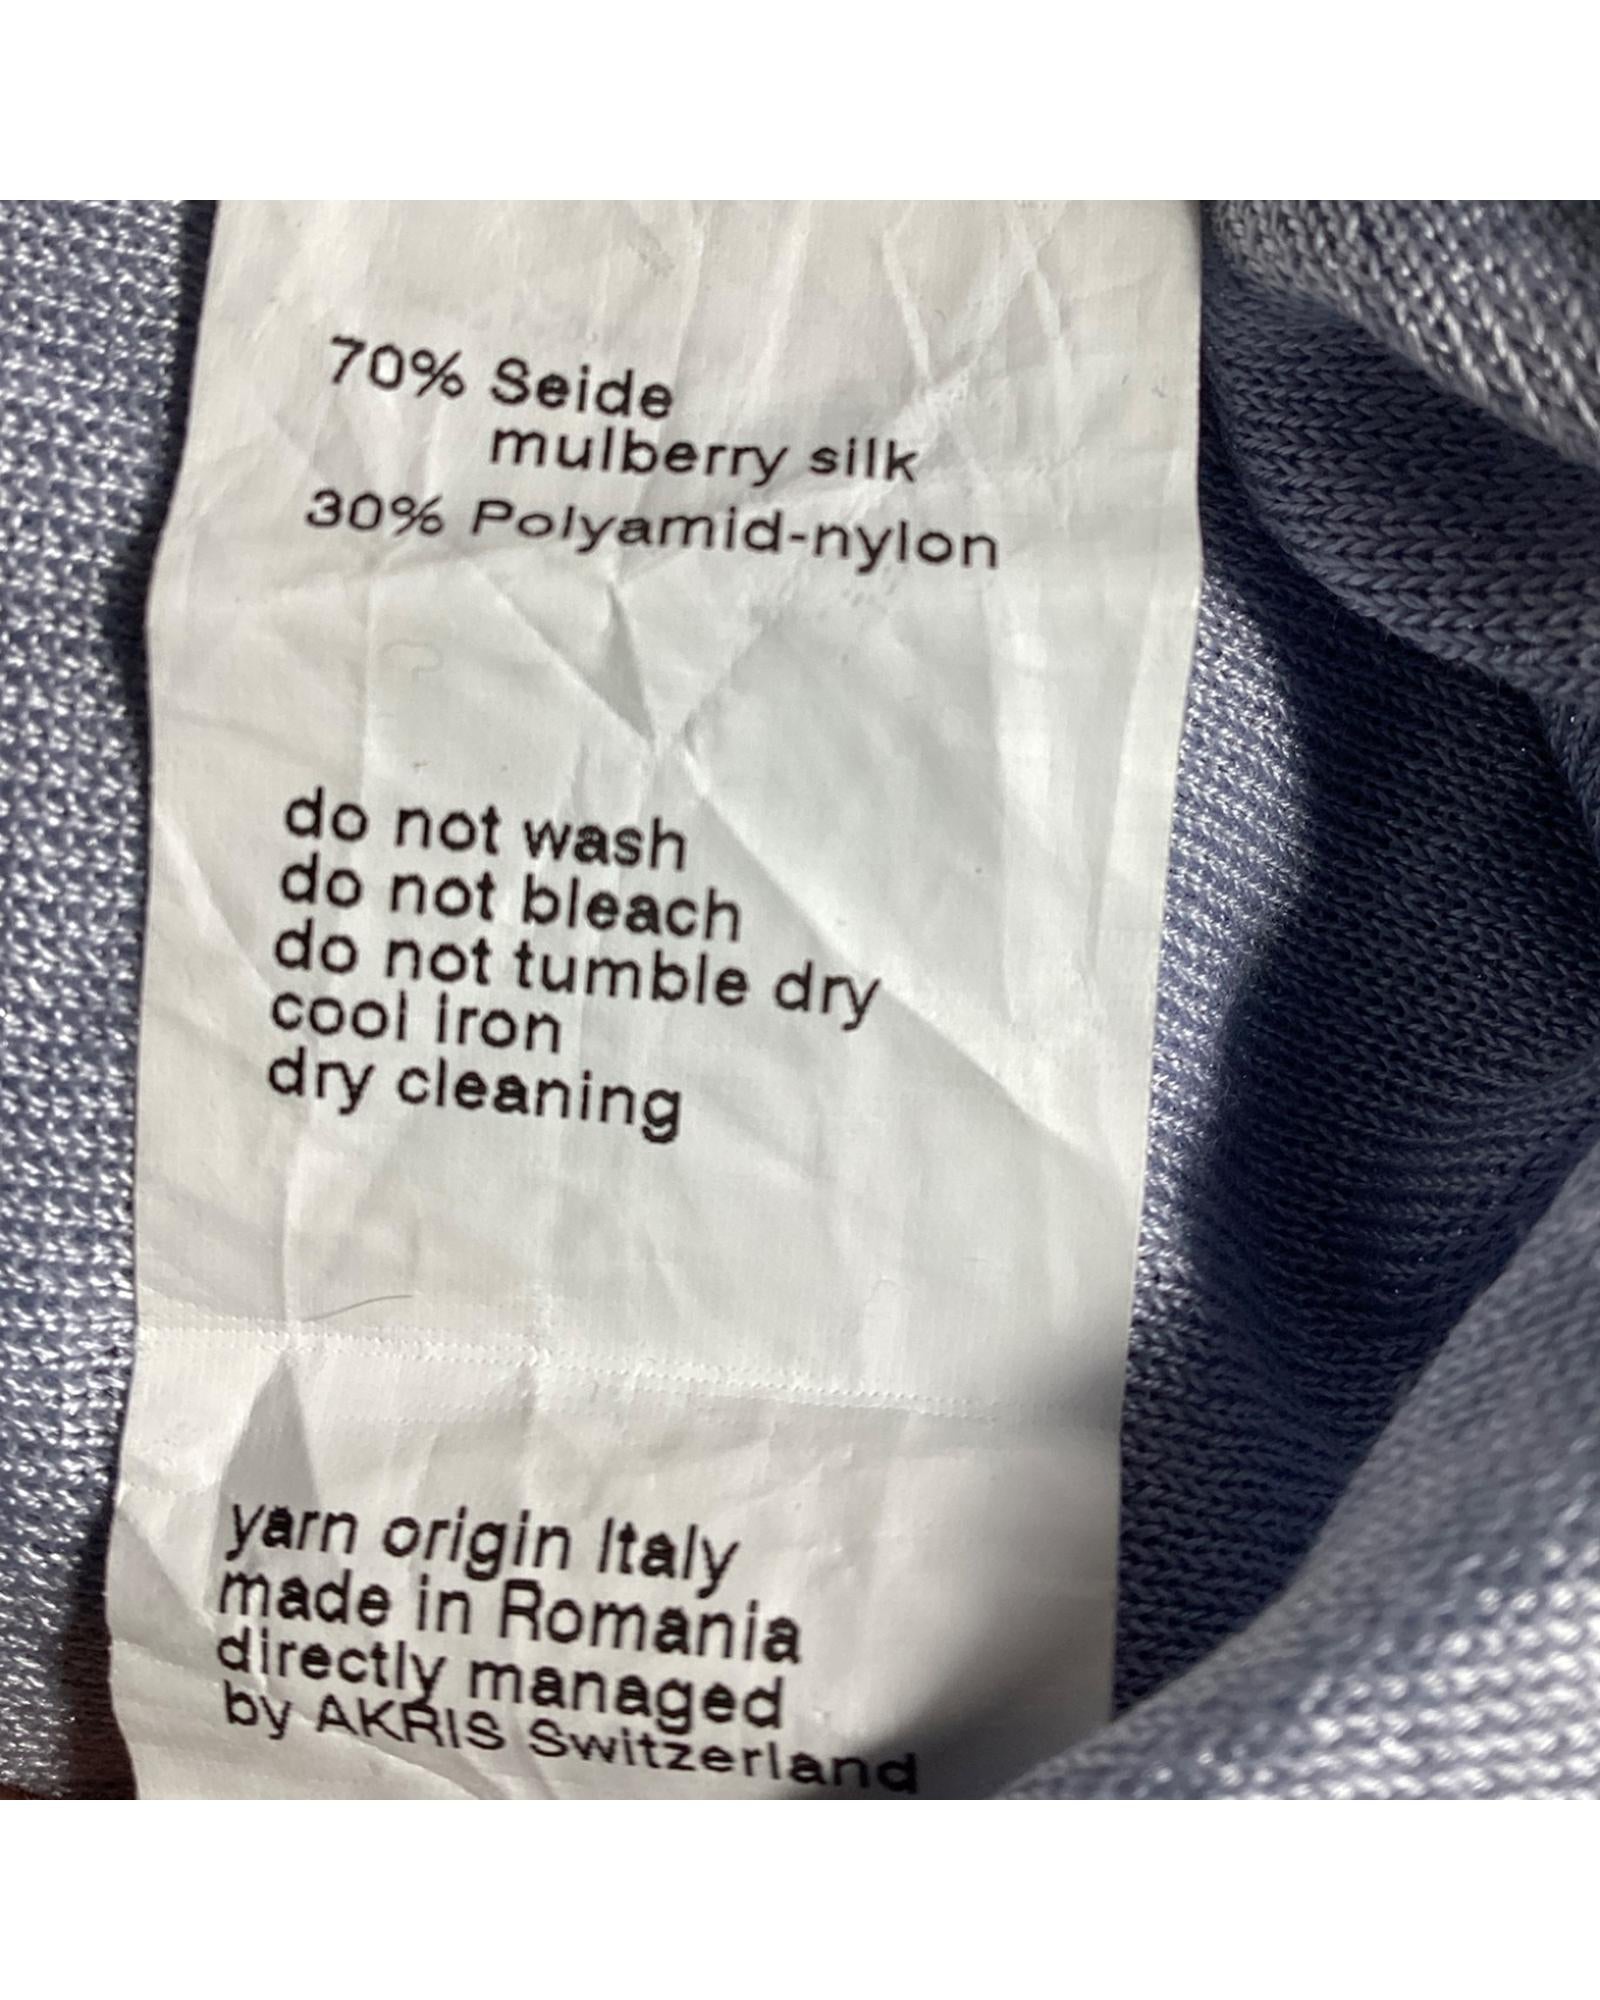 70% Seide
mulberry silk
30% Polyamid-nylon
do not wash
do not bleach
do not tumble dry
cool iron
dry cleaning
yarn origin Italy
made in Romania
directly managed
by AKRIS Switzerland